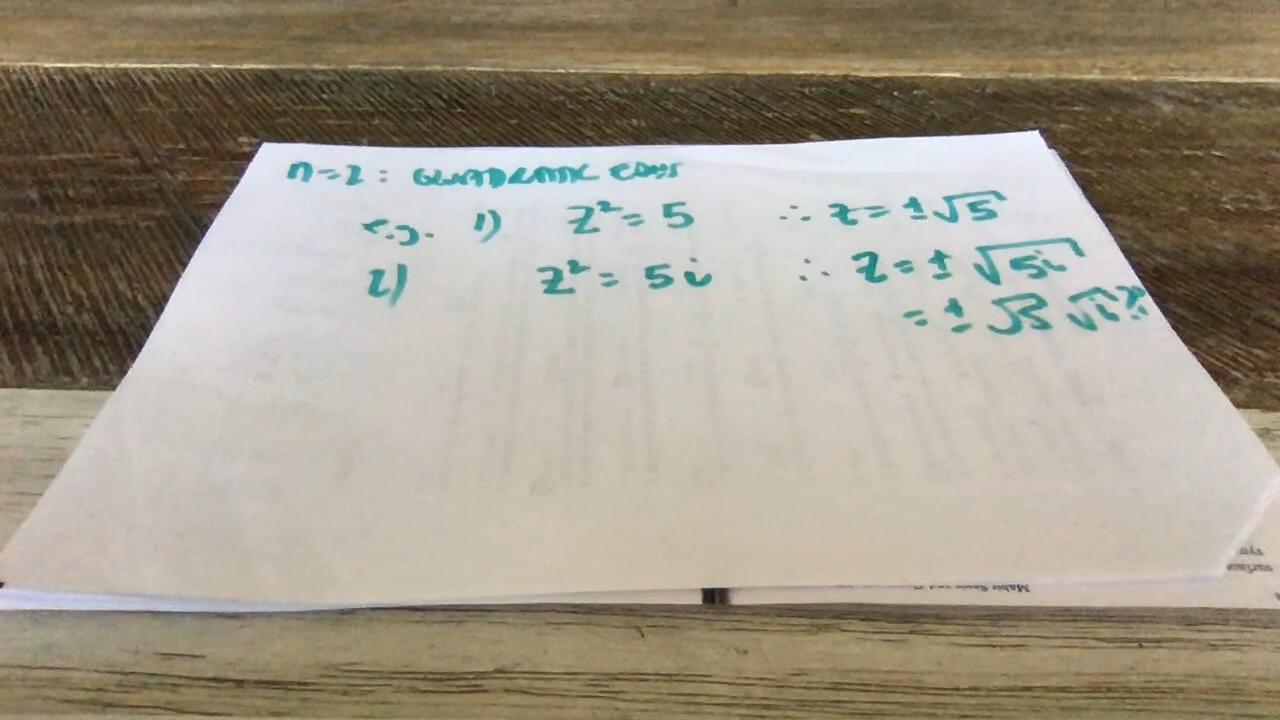 n=2: QUADRATIC EQNS
e.g. 1) z² = 5 ∴ z = ±√5
2) z² = 5i ∴ z = ±√5i
= ±√5 √i??